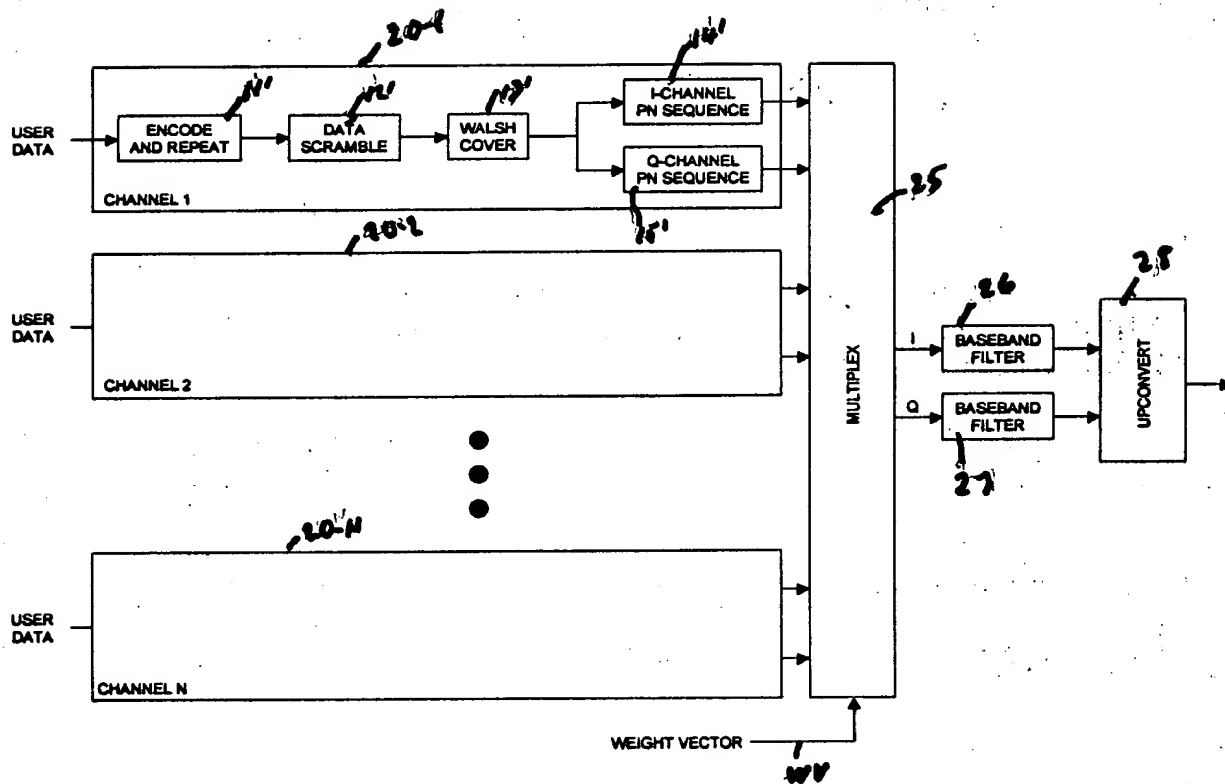 20-1
14'
11'
12'
13'
I-CHANNEL
PN SEQUENCE
USER
DATA
ENCODE
AND REPEAT
DATA
SCRAMBLE
WALSH
COVER
Q-CHANNEL
PN SEQUENCE
CHANNEL 1
15'
25
20-2
USER
DATA
CHANNEL 2
MULTIPLEX
26
28
I
BASEBAND
FILTER
Q
BASEBAND
FILTER
UPCONVERT
27
20-N
USER
DATA
CHANNEL N
WEIGHT VECTOR
WV